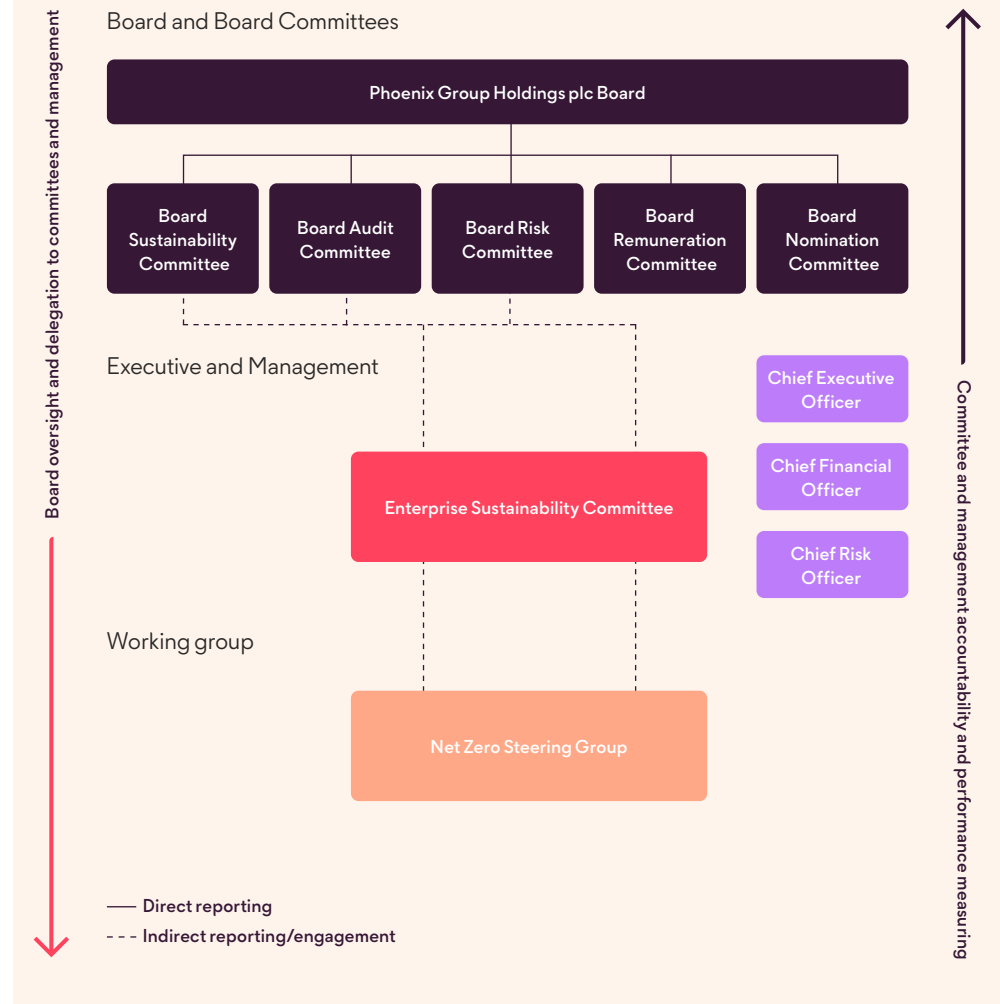 Board and Board Committees
Board oversight and delegation to committees and management
Phoenix Group Holdings plc Board
Board
Sustainability
Committee
Board Audit
Committee
Board Risk
Committee
Board
Remuneration
Committee
Board
Nomination
Committee
Executive and Management
Chief Executive
Officer
Chief Financial
Officer
Chief Risk
Officer
Enterprise Sustainability Committee
Committee and management accountability and performance measuring
Working group
Net Zero Steering Group
Direct reporting
Indirect reporting/engagement